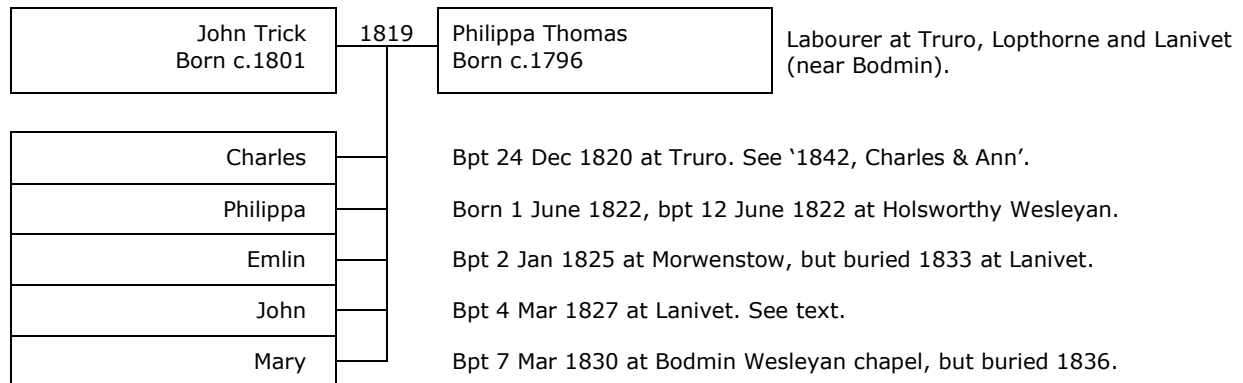 John Trick
Born c.1801
1819
Philippa Thomas
Born c.1796
Labourer at Truro, Lopthorne and Lanivet
(near Bodmin).
Charles
Bpt 24 Dec 1820 at Truro. See ‘1842, Charles & Ann’.
Philippa
Born 1 June 1822, bpt 12 June 1822 at Holsworthy Wesleyan.
Emlin
Bpt 2 Jan 1825 at Morwenstow, but buried 1833 at Lanivet.
John
Bpt 4 Mar 1827 at Lanivet. See text.
Mary
Bpt 7 Mar 1830 at Bodmin Wesleyan chapel, but buried 1836.